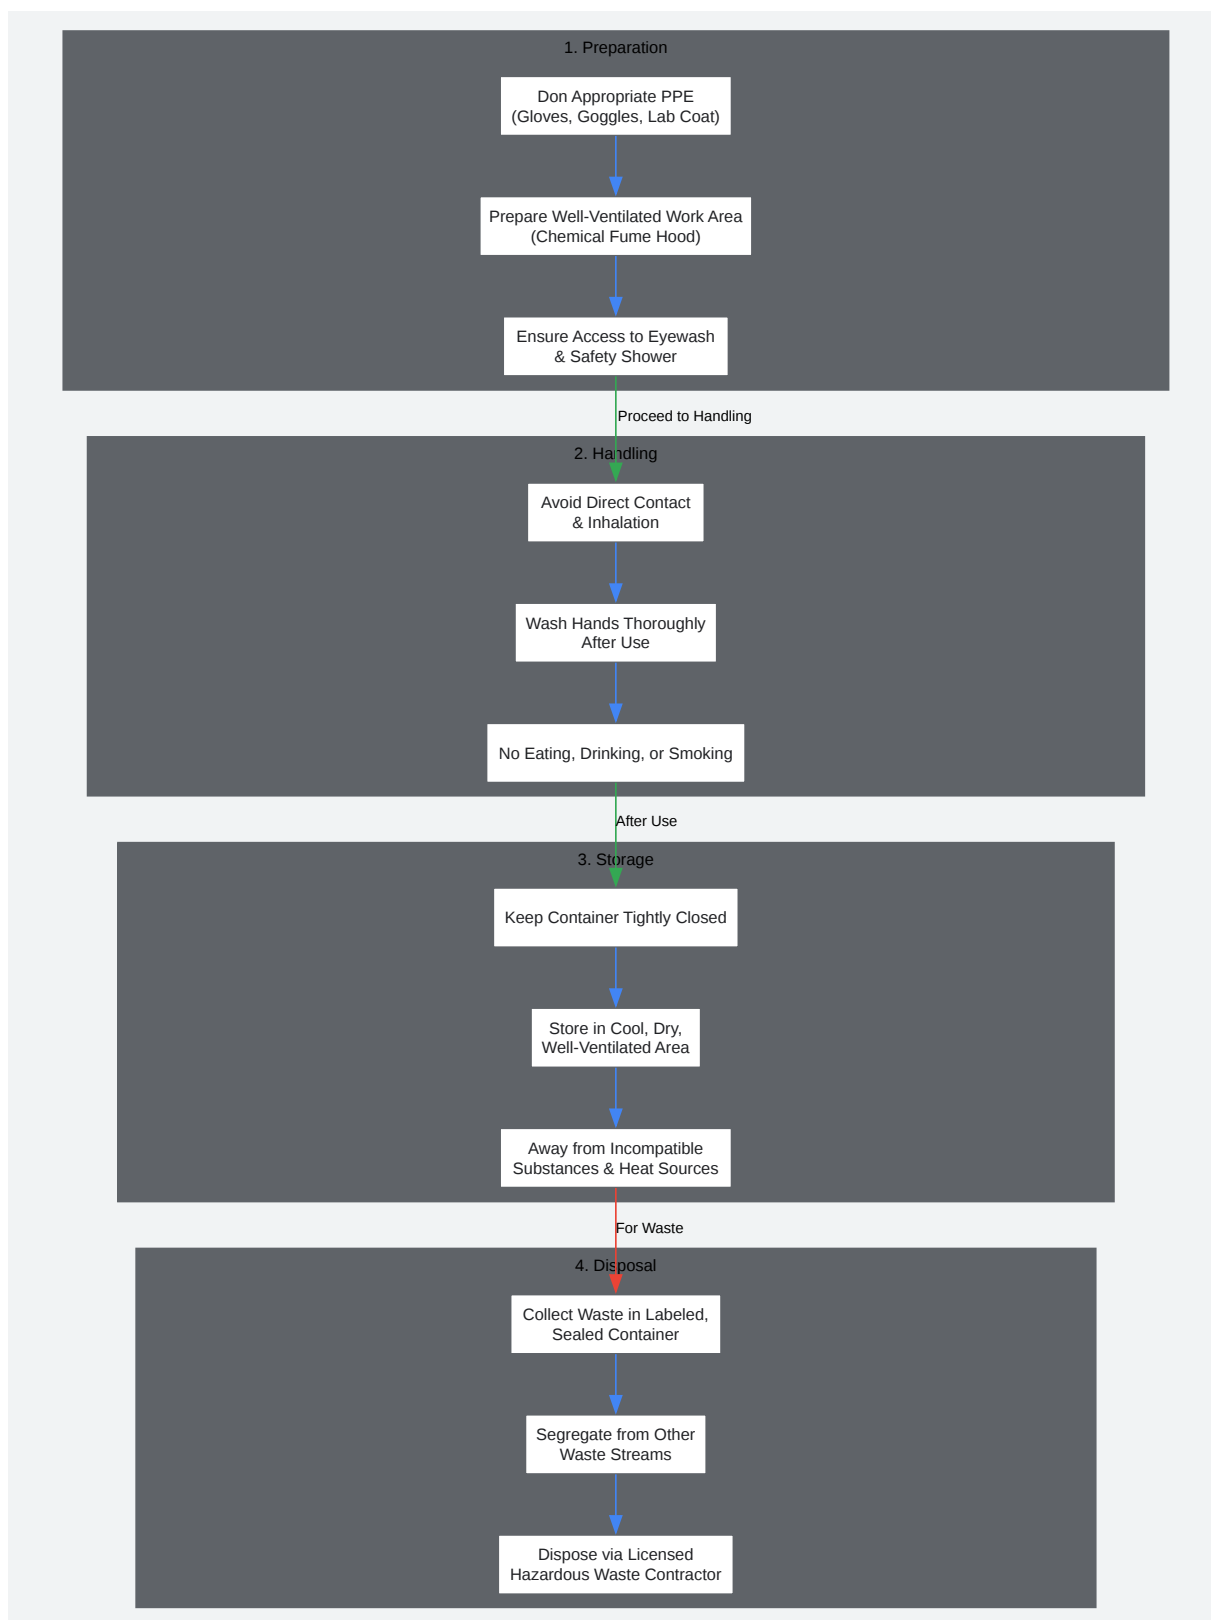 1. Preparation
Don Appropriate PPE
(Gloves, Goggles, Lab Coat)
Prepare Well-Ventilated Work Area
(Chemical Fume Hood)
Ensure Access to Eyewash
& Safety Shower
Proceed to Handling
2. Handling
Avoid Direct Contact
& Inhalation
Wash Hands Thoroughly
After Use
No Eating, Drinking, or Smoking
After Use
3. Storage
Keep Container Tightly Closed
Store in Cool, Dry,
Well-Ventilated Area
Away from Incompatible
Substances & Heat Sources
For Waste
4. Disposal
Collect Waste in Labeled,
Sealed Container
Segregate from Other
Waste Streams
Dispose via Licensed
Hazardous Waste Contractor